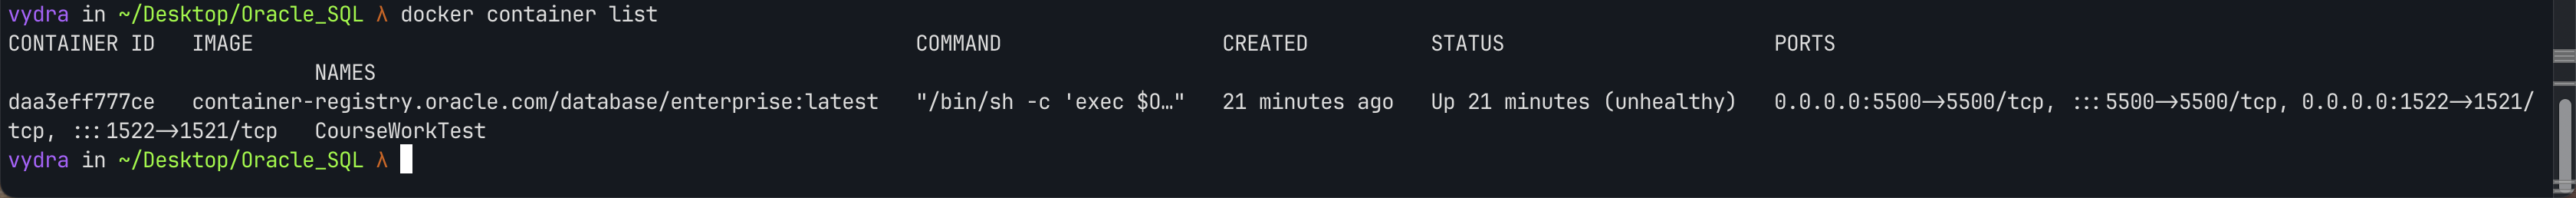 vydra in ~/Desktop/Oracle_SQL λ docker container list
CONTAINER ID   IMAGE                                                       COMMAND                  CREATED          STATUS                      PORTS
                         NAMES
daa3eff777ce   container-registry.oracle.com/database/enterprise:latest   "/bin/sh -c 'exec $O…"   21 minutes ago   Up 21 minutes (unhealthy)   0.0.0.0:5500->5500/tcp, :::5500->5500/tcp, 0.0.0.0:1522->1521/
tcp, :::1522->1521/tcp   CourseWorkTest
vydra in ~/Desktop/Oracle_SQL λ